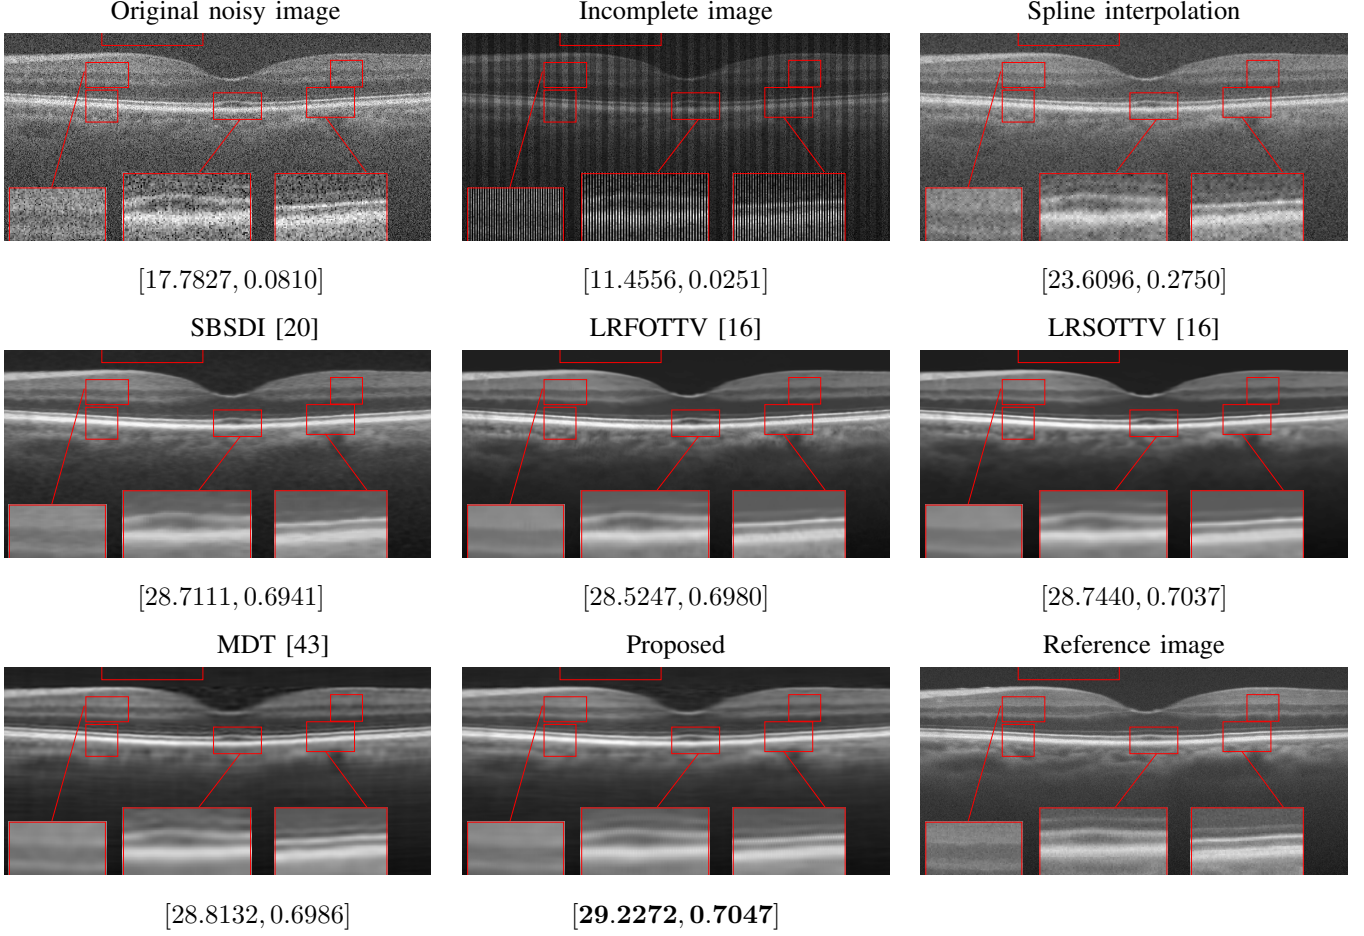 Original noisy image Incomplete image Spline interpolation
[17.7827, 0.0810] [11.4556, 0.0251] [23.6096, 0.2750]
SBSDI [20] LRFOTTV [16] LRSOTTV [16]
[28.7111, 0.6941] [28.5247, 0.6980] [28.7440, 0.7037]
MDT [43] Proposed Reference image
[28.8132, 0.6986] [29.2272, 0.7047]